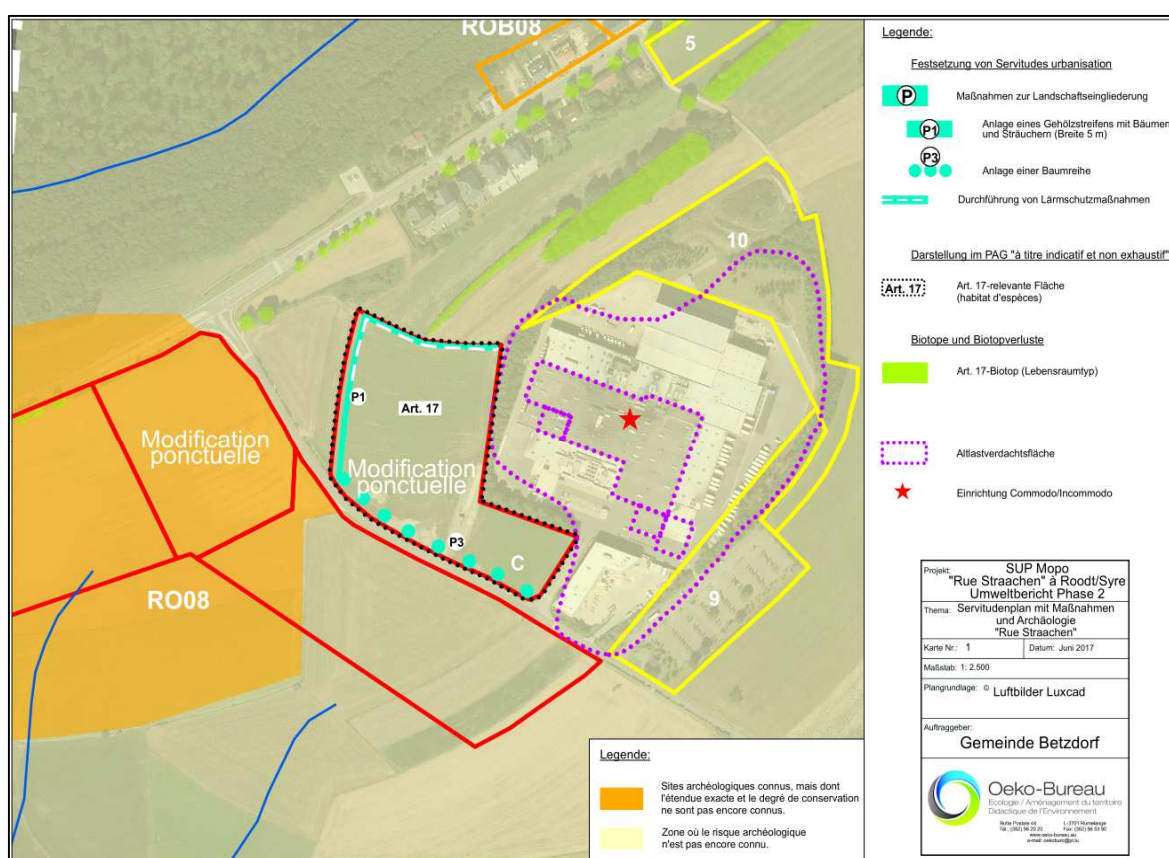 ROB08
5
10
P1
Art. 17
Modification
ponctuelle
Modification
ponctuelle
P3
C
RO08
9
Legende:
Festsetzung von Servitudes urbanisation
P
Maßnahmen zur Landschaftseingliederung
P1
Anlage eines Gehölzstreifens mit Bäumen
und Sträuchern (Breite 5 m)
P3
Anlage einer Baumreihe
Durchführung von Lärmschutzmaßnahmen
Darstellung im PAG "à titre indicatif et non exhaustif"
Art. 17
Art. 17-relevante Fläche
(habitat d'espèces)
Biotope und Biotopverluste
Art. 17-Biotop (Lebensraumtyp)
Altlastverdachtsfläche
Einrichtung Commodo/Incommodo
Legende:
Sites archéologiques connus, mais dont
l'étendue exacte et le degré de conservation
ne sont pas encore connus.
Zone où le risque archéologique
n'est pas encore connu.
Projekt: SUP Mopo
"Rue Straachen" à Roodt/Syre
Umweltbericht Phase 2
Thema: Servitudenplan mit Maßnahmen
und Archäologie
"Rue Straachen"
Karte Nr.: 1 Datum: Juni 2017
Maßstab: 1: 2.500
Plangrundlage: © Luftbilder Luxcad
Auftraggeber:
Gemeinde Betzdorf
Oeko-Bureau
Ecologie / Aménagement du territoire
Didactique de l'Environnement